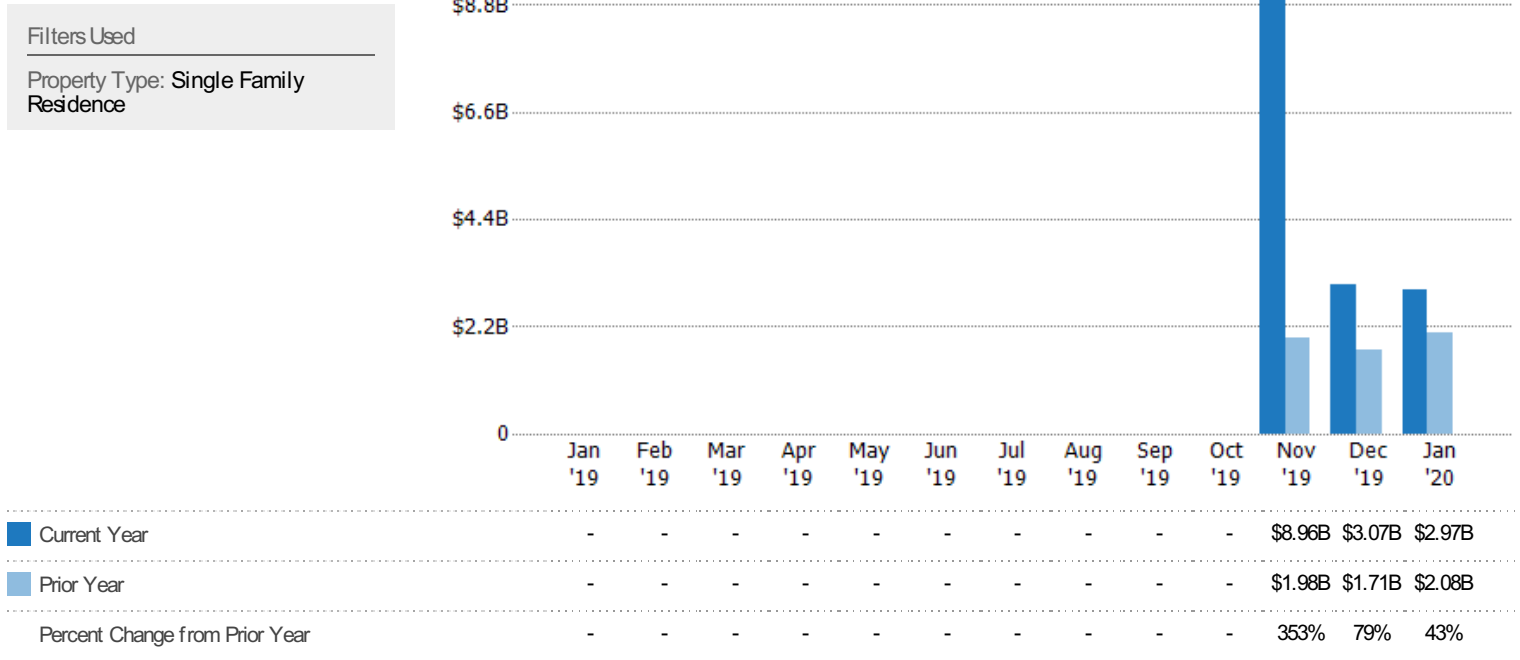 Filters Used
Property Type: Single Family
Residence
$8.8B
$6.6B
$4.4B
$2.2B
0
Jan Feb Mar Apr May Jun Jul Aug Sep Oct Nov Dec Jan
'19 '19 '19 '19 '19 '19 '19 '19 '19 '19 '19 '19 '20
Current Year - - - - - - - - - - $8.96B $3.07B $2.97B
Prior Year - - - - - - - - - - $1.98B $1.71B $2.08B
Percent Change from Prior Year - - - - - - - - - - 353% 79% 43%